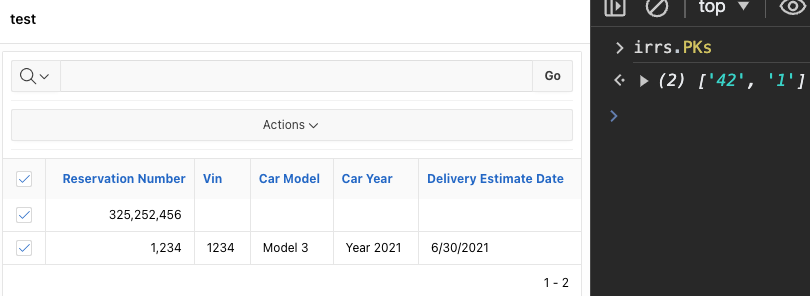 test
Go
Actions
Reservation Number Vin Car Model Car Year Delivery Estimate Date
325,252,456
1,234 1234 Model 3 Year 2021 6/30/2021
1 - 2
top
irrs.PKs
(2) ['42', '1']